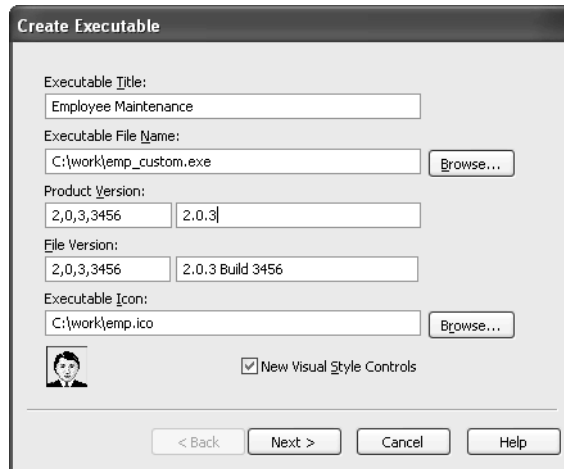 Create Executable
Executable Title:
Employee Maintenance
Executable File Name:
C:\work\emp_custom.exe Browse...
Product Version:
2,0,3,3456 2.0.3
File Version:
2,0,3,3456 2.0.3 Build 3456
Executable Icon:
C:\work\emp.ico Browse...
New Visual Style Controls
< Back Next > Cancel Help